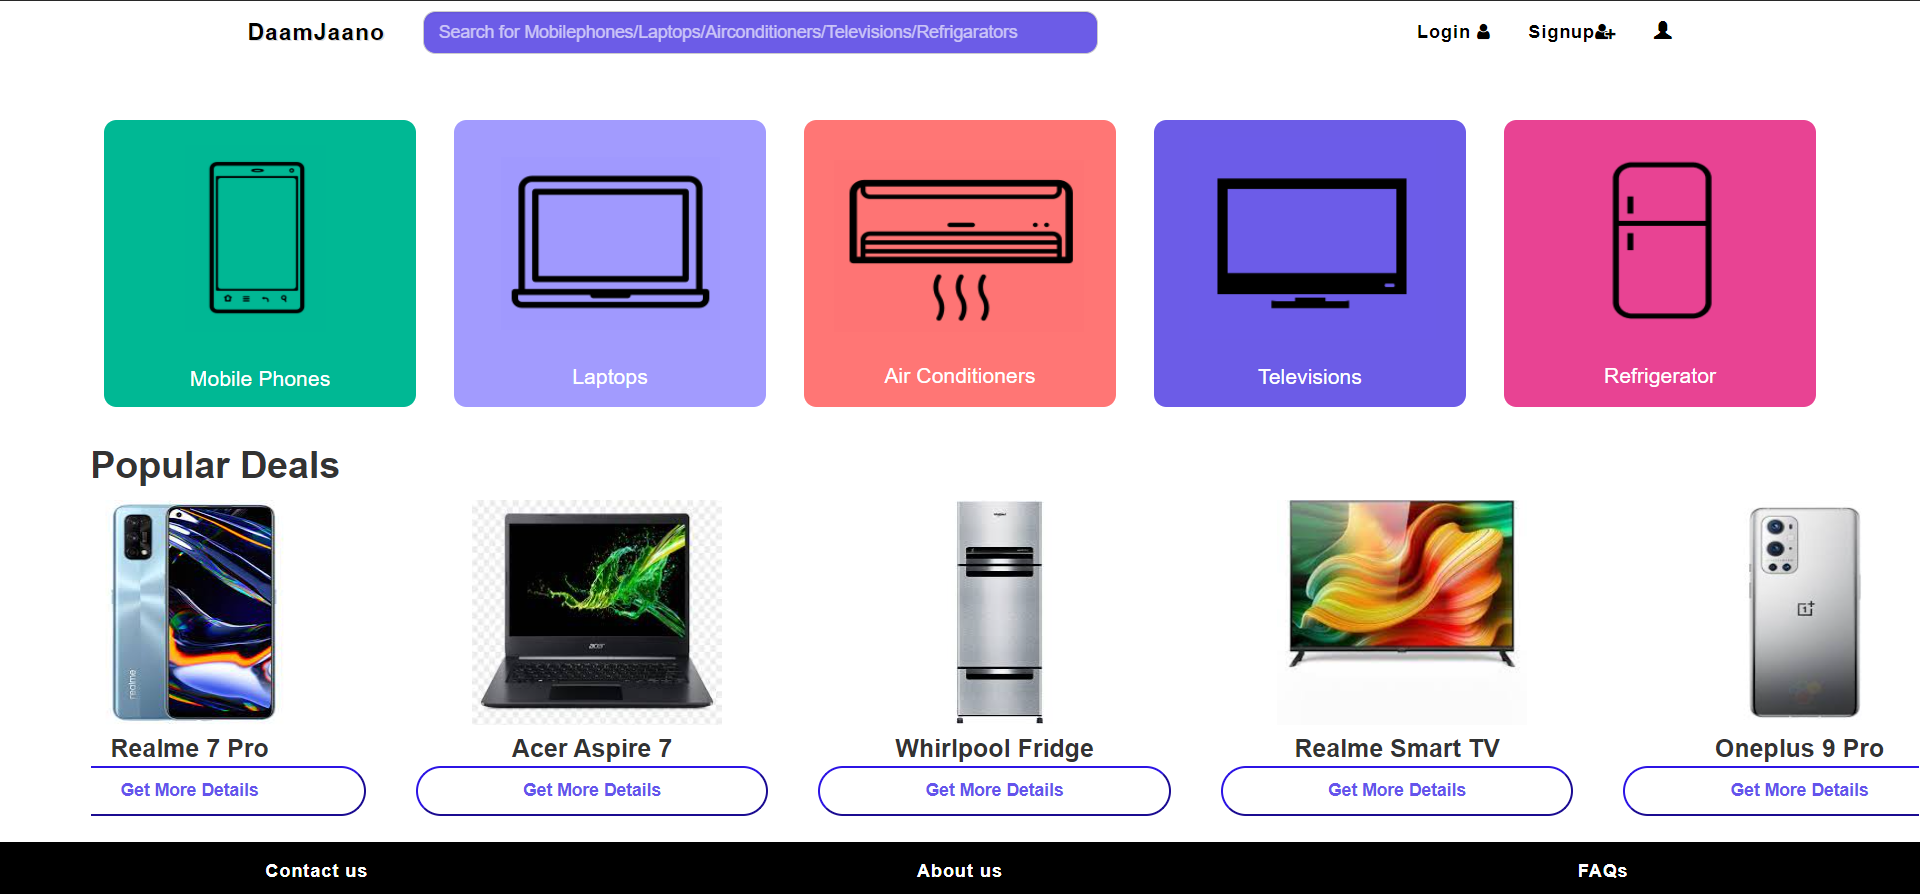 DaamJaano
Search for Mobilephones/Laptops/Airconditioners/Televisions/Refrigarators
Login
Signup
Mobile Phones
Laptops
Air Conditioners
Televisions
Refrigerator
Popular Deals
realme
acer
Realme 7 Pro
Acer Aspire 7
Whirlpool Fridge
Realme Smart TV
Oneplus 9 Pro
Get More Details
Get More Details
Get More Details
Get More Details
Get More Details
Contact us
About us
FAQs